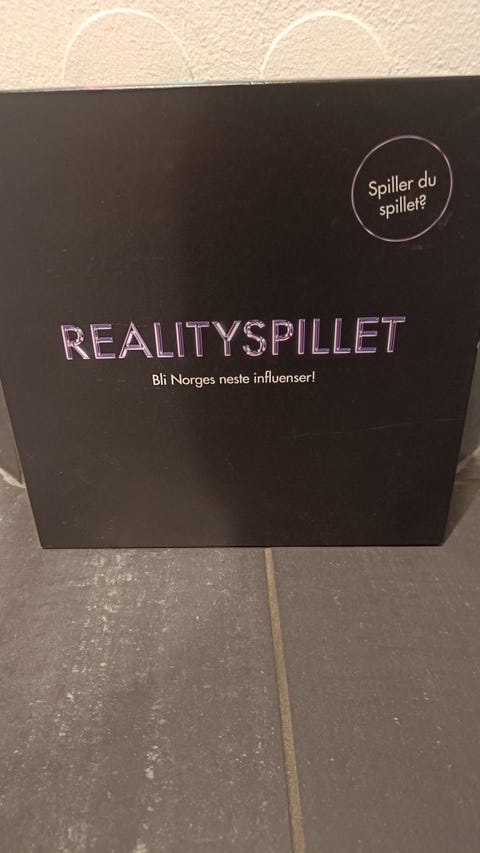 Spiller du
spillet?
REALITYSPILLET
Bli Norges neste influenser!